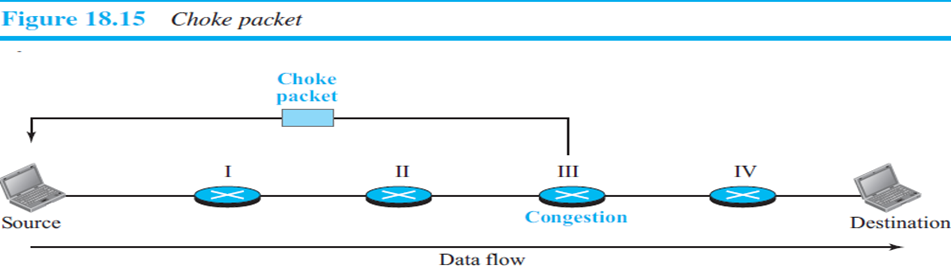 Figure 18.15 Choke packet
Choke
packet
I II III IV
Source Congestion Destination
Data flow